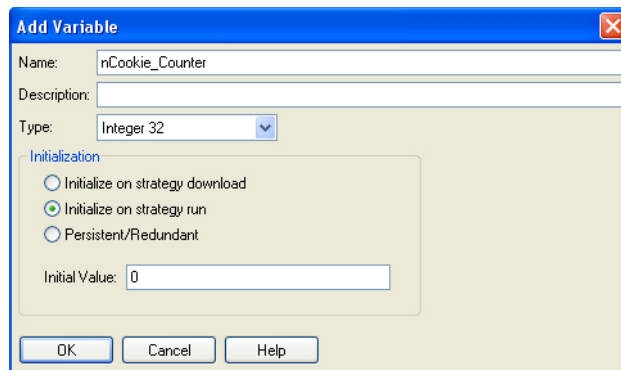 Add Variable
Name: nCookie_Counter
Description:
Type: Integer 32
Initialization
Initialize on strategy download
Initialize on strategy run
Persistent/Redundant
Initial Value: 0
OK Cancel Help